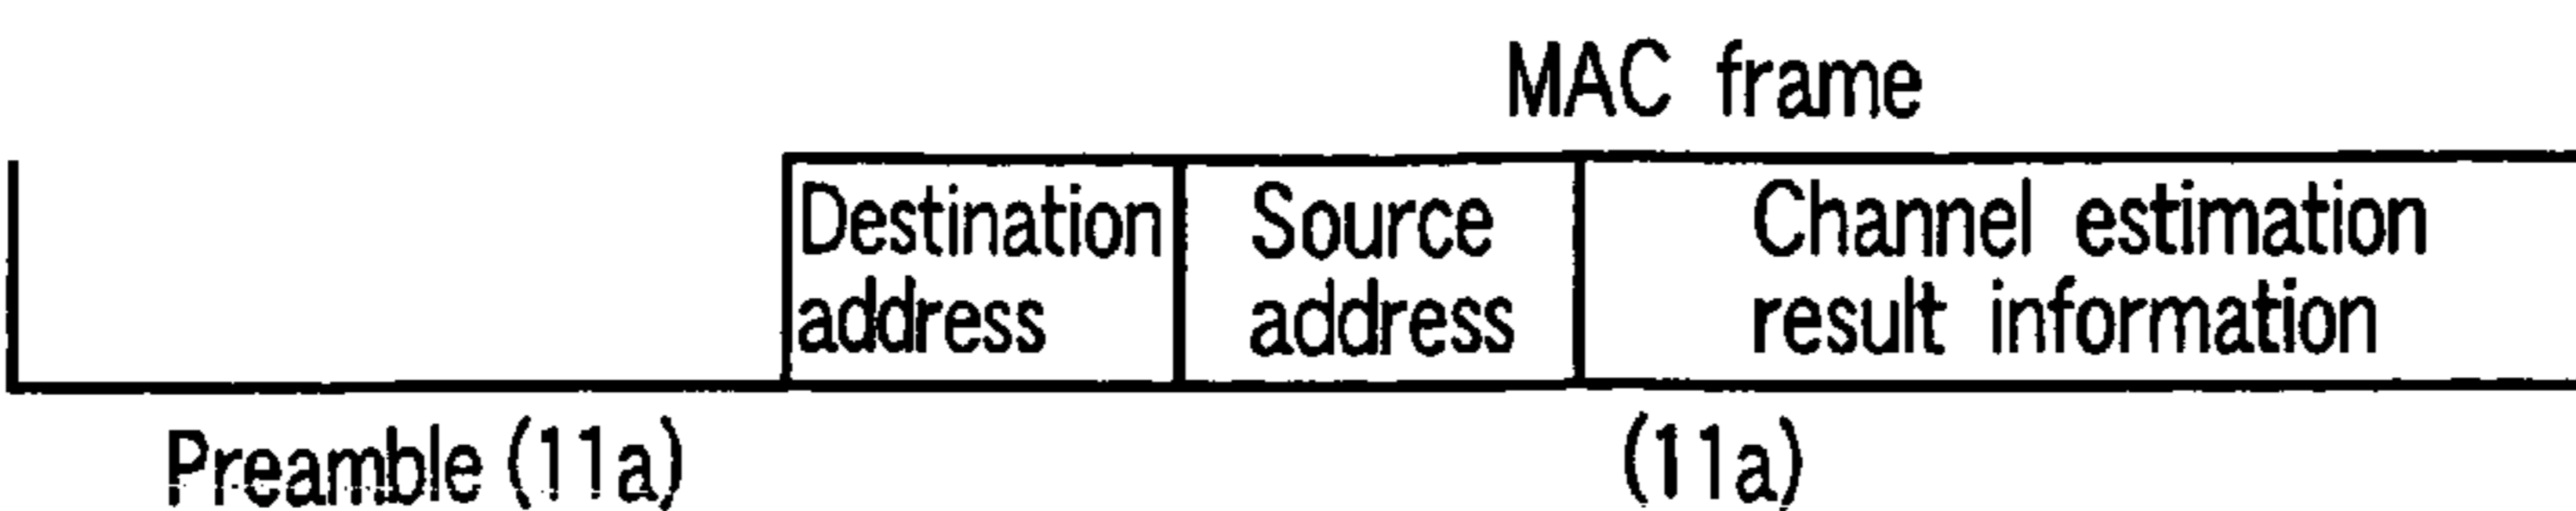 MAC frame
Destination
address
Source
address
Channel estimation
result information
Preamble (11a)
(11a)